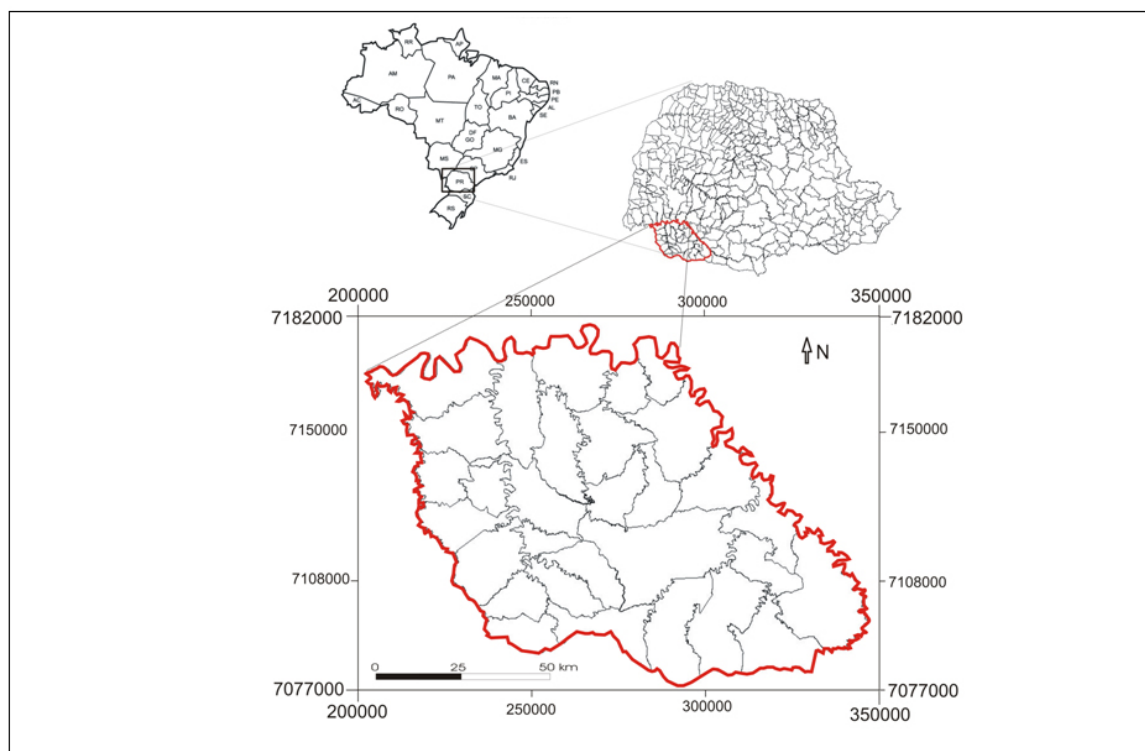 RR
AP
AM
PA
MA
CE
RN
PB
PE
AL
SE
PI
AC
RO
TO
BA
MT
DF
GO
MG
ES
MS
RJ
PR
SC
RS
200000
250000
300000
350000
7182000
7182000
N
7150000
7150000
7108000
7108000
0
25
50 km
7077000
7077000
200000
250000
300000
350000